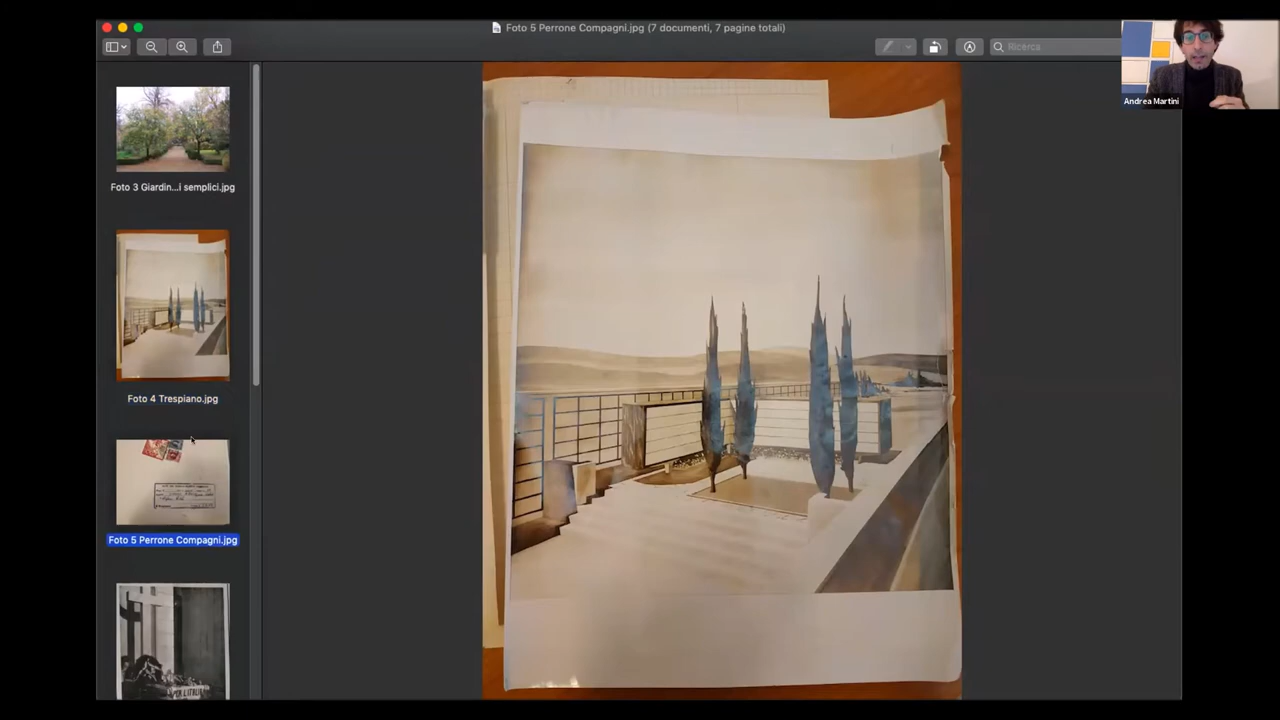 Foto 5 Perrone Compagni.jpg (7 documenti, 7 pagine totali)
Ricerca
Andrea Martini
Foto 3 Giardin...i semplici.jpg
Foto 4 Trespiano.jpg
Foto 5 Perrone Compagni.jpg